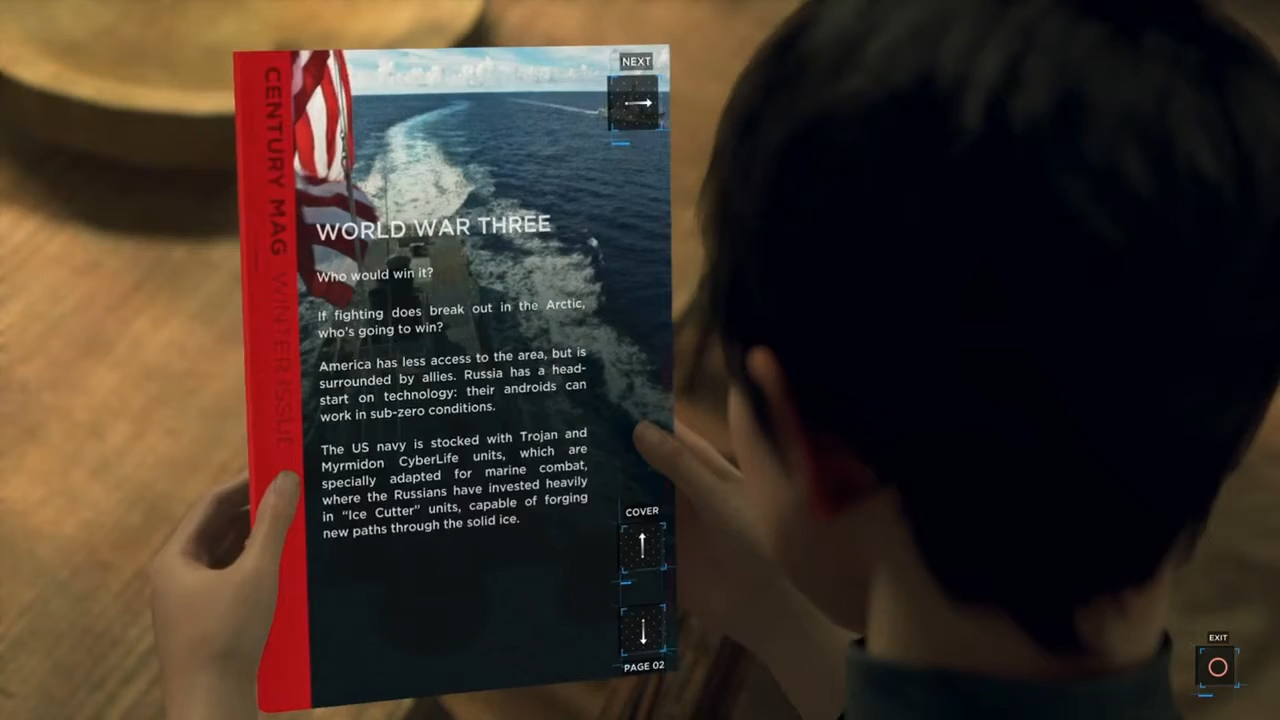 CENTURY MAG WINTER ISSUE
NEXT
WORLD WAR THREE
Who would win it?
If fighting does break out in the Arctic,
who's going to win?
America has less access to the area, but is
surrounded by allies. Russia has a head-
start on technology: their androids can
work in sub-zero conditions.
The US navy is stocked with Trojan and
Myrmidon CyberLife units, which are
specially adapted for marine combat,
where the Russians have invested heavily
in “Ice Cutter” units, capable of forging
new paths through the solid ice.
COVER
PAGE 02
EXIT